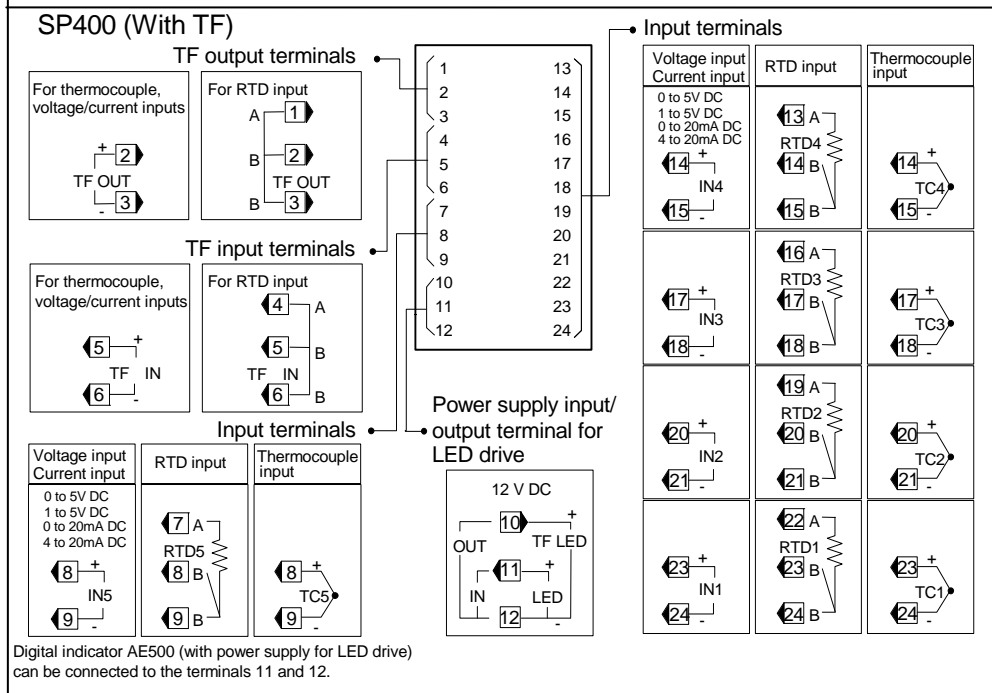 SP400 (With TF)
TF output terminals
For thermocouple,
voltage/current inputs
+ 2
TF OUT
- 3
For RTD input
A 1
B 2
TF OUT
B 3
TF input terminals
For thermocouple,
voltage/current inputs
5 +
TF IN
6 -
For RTD input
4 A
5 B
TF IN
6 B
Input terminals
Voltage input
Current input
0 to 5V DC
1 to 5V DC
0 to 20mA DC
4 to 20mA DC
8 +
IN5
9 -
RTD input
7 A
RTD5
8 B
9 B
Thermocouple
input
8 +
TC5
9 -
1 13
2 14
3 15
4 16
5 17
6 18
7 19
8 20
9 21
10 22
11 23
12 24
Power supply input/
output terminal for
LED drive
12 V DC
10 +
OUT TF LED
11 +
IN LED
12 -
Input terminals
Voltage input
Current input
0 to 5V DC
1 to 5V DC
0 to 20mA DC
4 to 20mA DC
14 +
IN4
15 -
RTD input
13 A
RTD4
14 B
15 B
Thermocouple
input
14 +
TC4
15 -
17 +
IN3
18 -
16 A
RTD3
17 B
18 B
17 +
TC3
18 -
20 +
IN2
21 -
19 A
RTD2
20 B
21 B
20 +
TC2
21 -
23 +
IN1
24 -
22 A
RTD1
23 B
24 B
23 +
TC1
24 -
Digital indicator AE500 (with power supply for LED drive)
can be connected to the terminals 11 and 12.